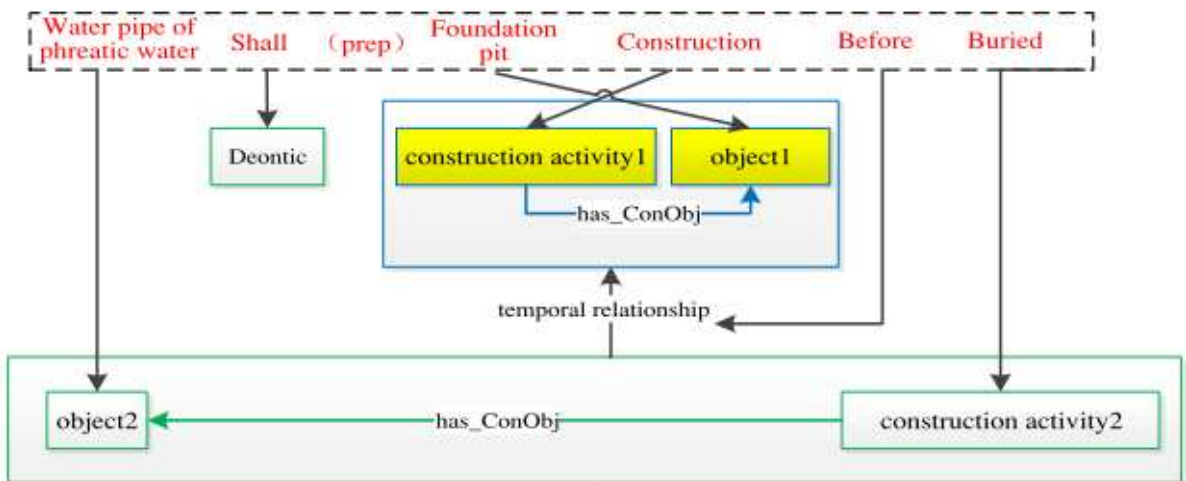 Water pipe of phreatic water Shall (prep) Foundation pit Construction Before Buried
Deontic
construction activity1 object1
has_ConObj
temporal relationship
object2 has_ConObj construction activity2